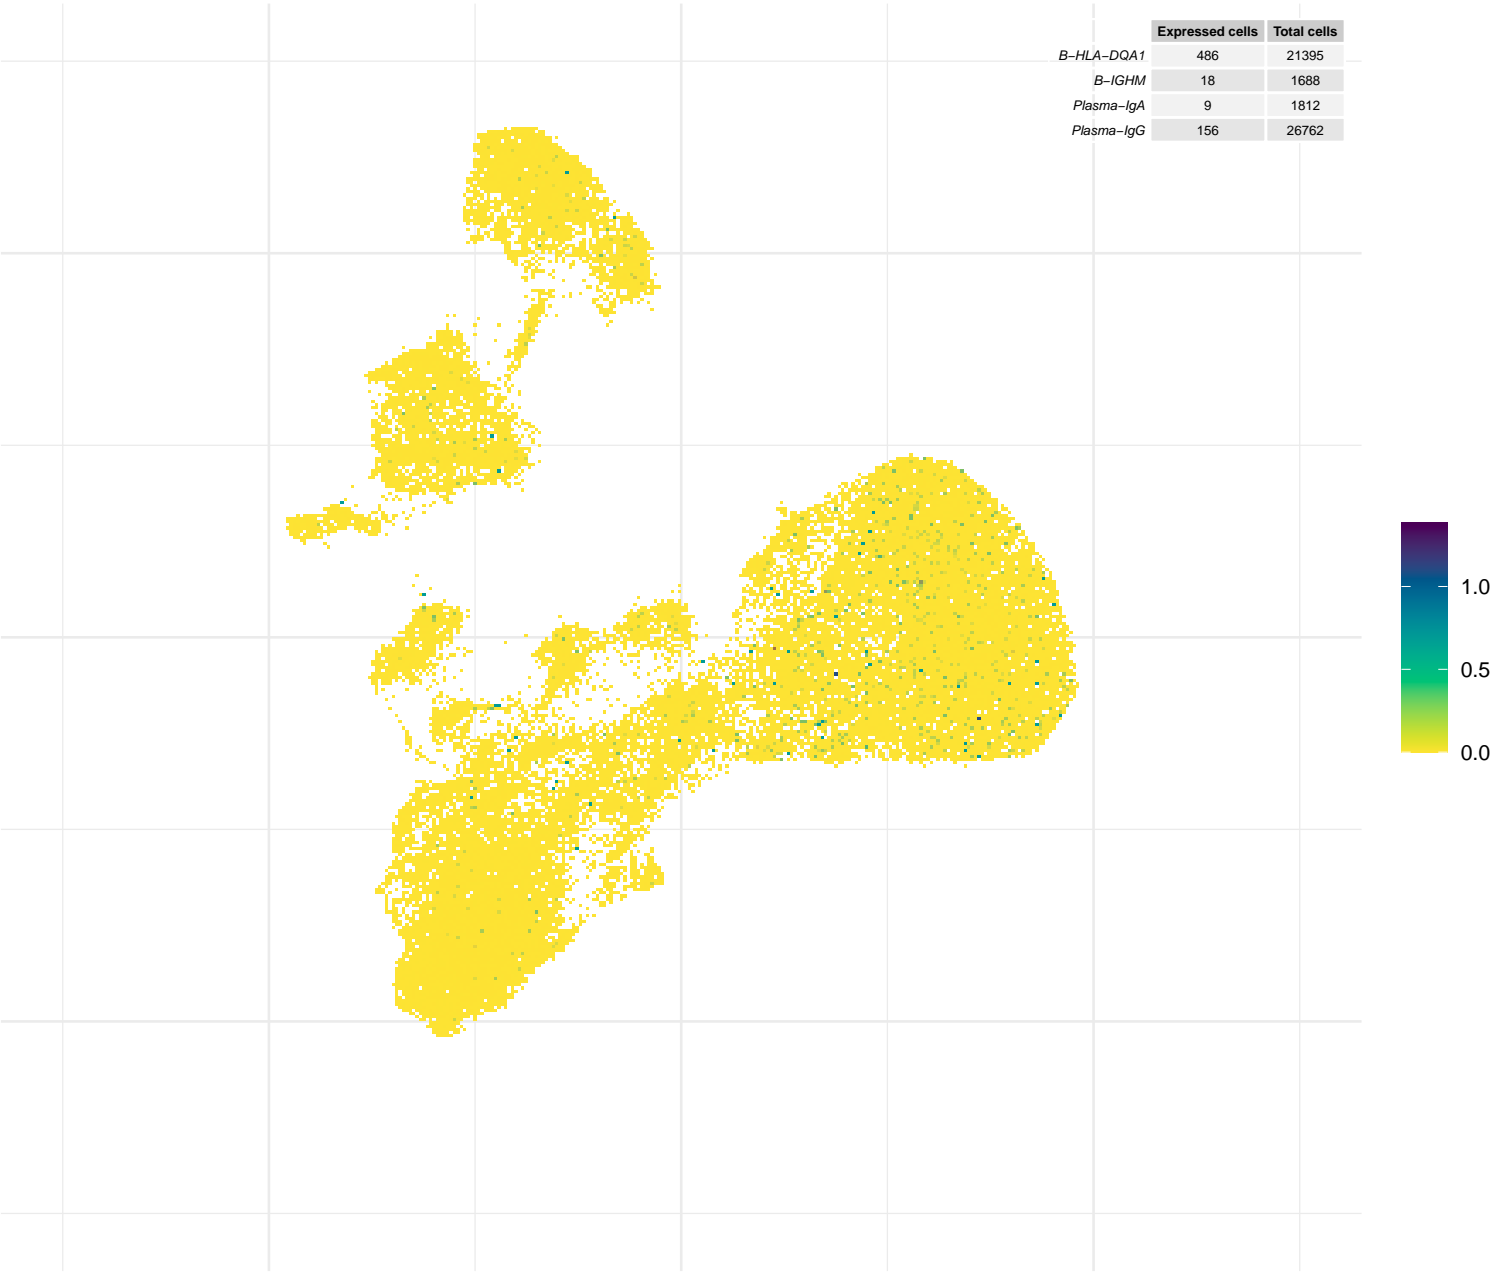 Expressed cells Total cells
B−HLA−DQA1 486 21395
B−IGHM 18 1688
Plasma−IgA 9 1812
Plasma−IgG 156 26762
1.0
0.5
0.0